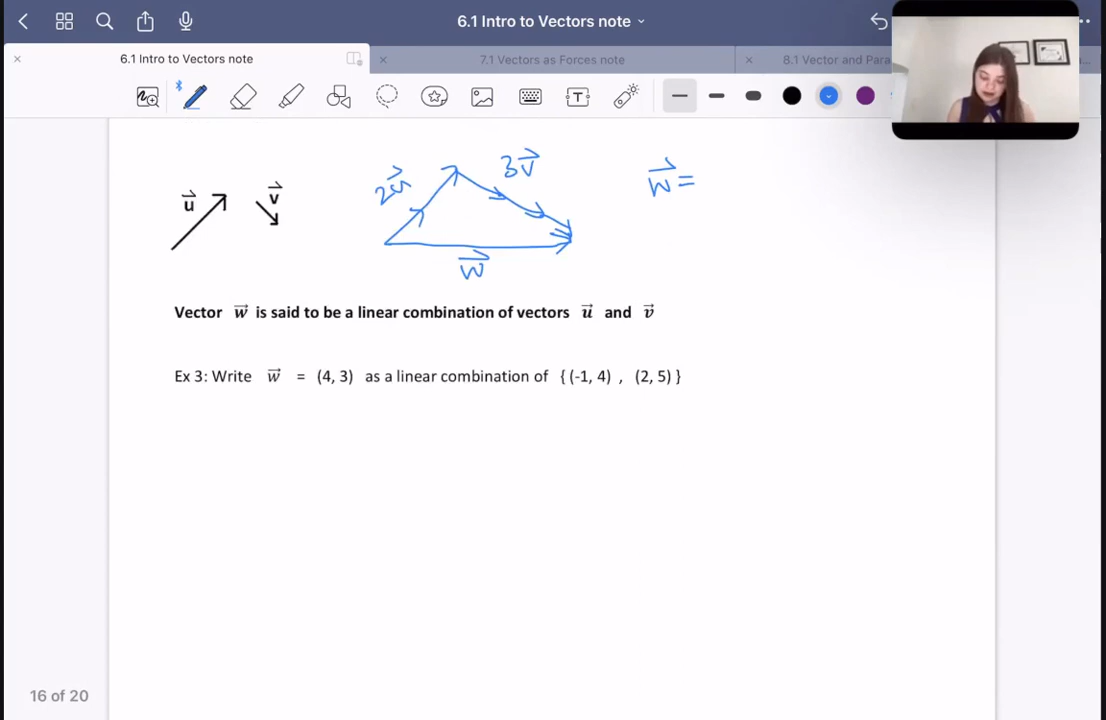 6.1 Intro to Vectors note
6.1 Intro to Vectors note
7.1 Vectors as Forces note
8.1 Vector and Para
u⃗
v⃗
2u⃗
3v⃗
w⃗ =
w⃗
Vector w⃗ is said to be a linear combination of vectors u⃗ and v⃗
Ex 3: Write w⃗ = (4, 3) as a linear combination of {(-1, 4) , (2, 5)}
16 of 20